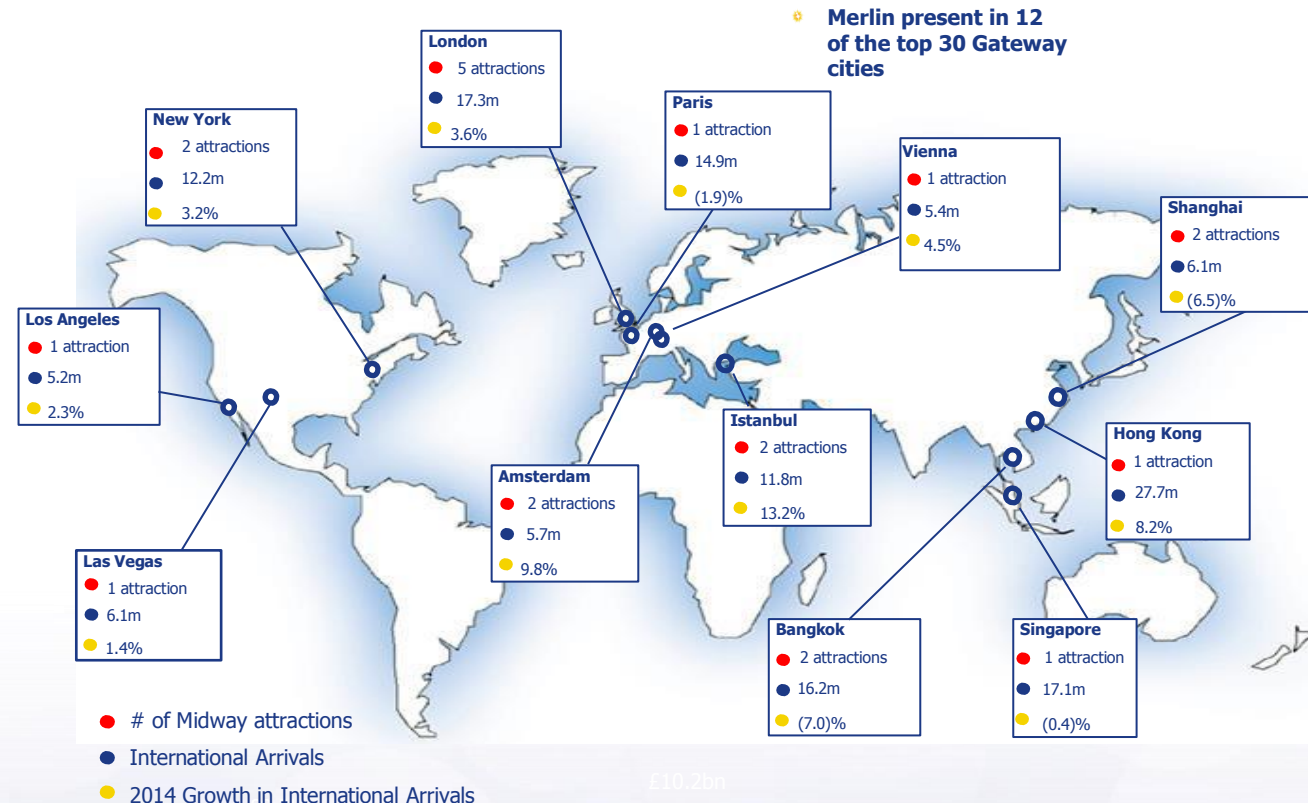 Merlin present in 12
of the top 30 Gateway
cities
London
5 attractions
17.3m
3.6%
Paris
1 attraction
14.9m
(1.9)%
New York
2 attractions
12.2m
3.2%
Vienna
1 attraction
5.4m
4.5%
Shanghai
2 attractions
6.1m
(6.5)%
Los Angeles
1 attraction
5.2m
2.3%
Istanbul
2 attractions
11.8m
13.2%
Hong Kong
1 attraction
27.7m
8.2%
Amsterdam
2 attractions
5.7m
9.8%
Las Vegas
1 attraction
6.1m
1.4%
Bangkok
2 attractions
16.2m
(7.0)%
Singapore
1 attraction
17.1m
(0.4)%
# of Midway attractions
International Arrivals
2014 Growth in International Arrivals
£10.2bn